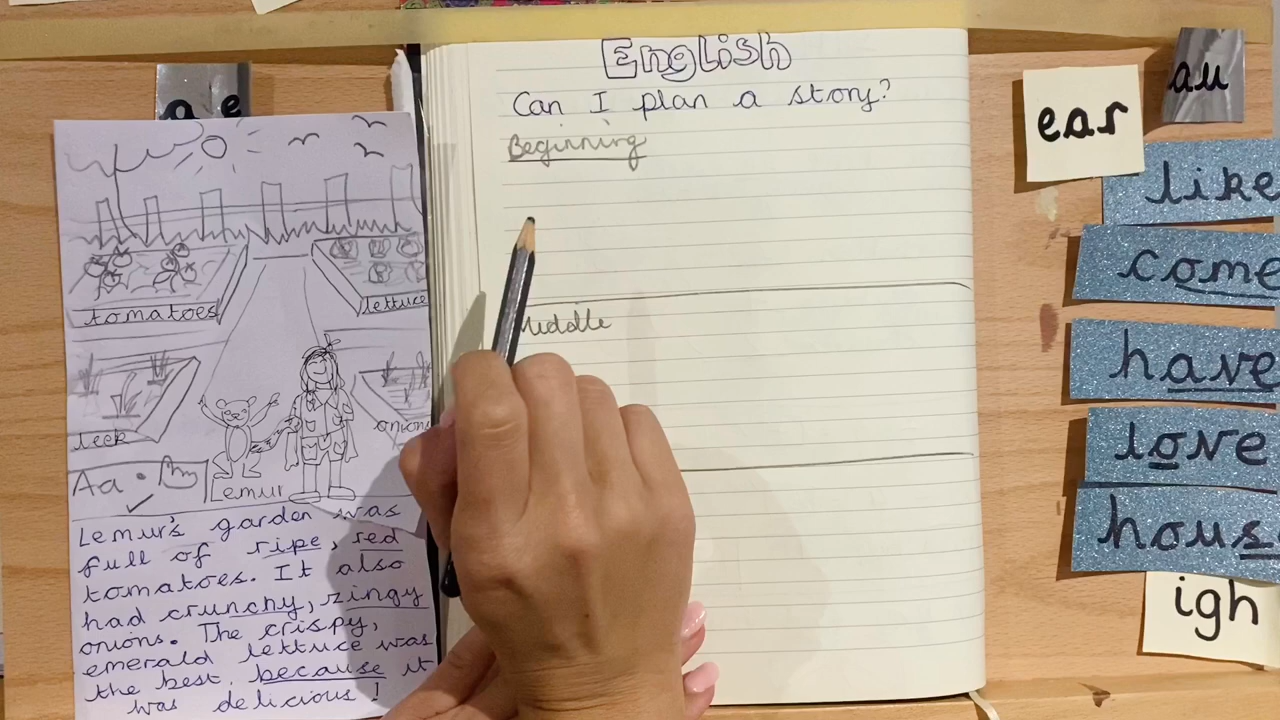 a e
tomatoes
lettuce
leek
onions
Aa.
Lemur
Lemur's garden was
full of ripe, red
tomatoes. It also
had crunchy, zingy
onions. The crispy,
emerald lettuce was
the best, because it
was delicious!
English
Can I plan a story?
Beginning
Middle
ear
au
like
come
have
love
house
igh